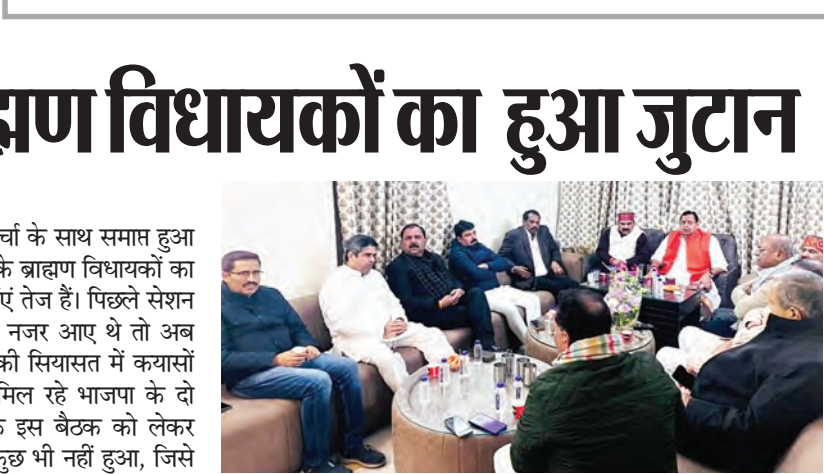 ह्मण विधायकों का हुआ जुटान
र्चा के साथ समाप्त हुआ
के ब्राह्मण विधायकों का
एं तेज हैं। पिछले सेशन
नजर आए थे तो अब
की सियासत में कयासों
मिल रहे भाजपा के दो
इस बैठक को लेकर
कुछ भी नहीं हुआ, जिसे